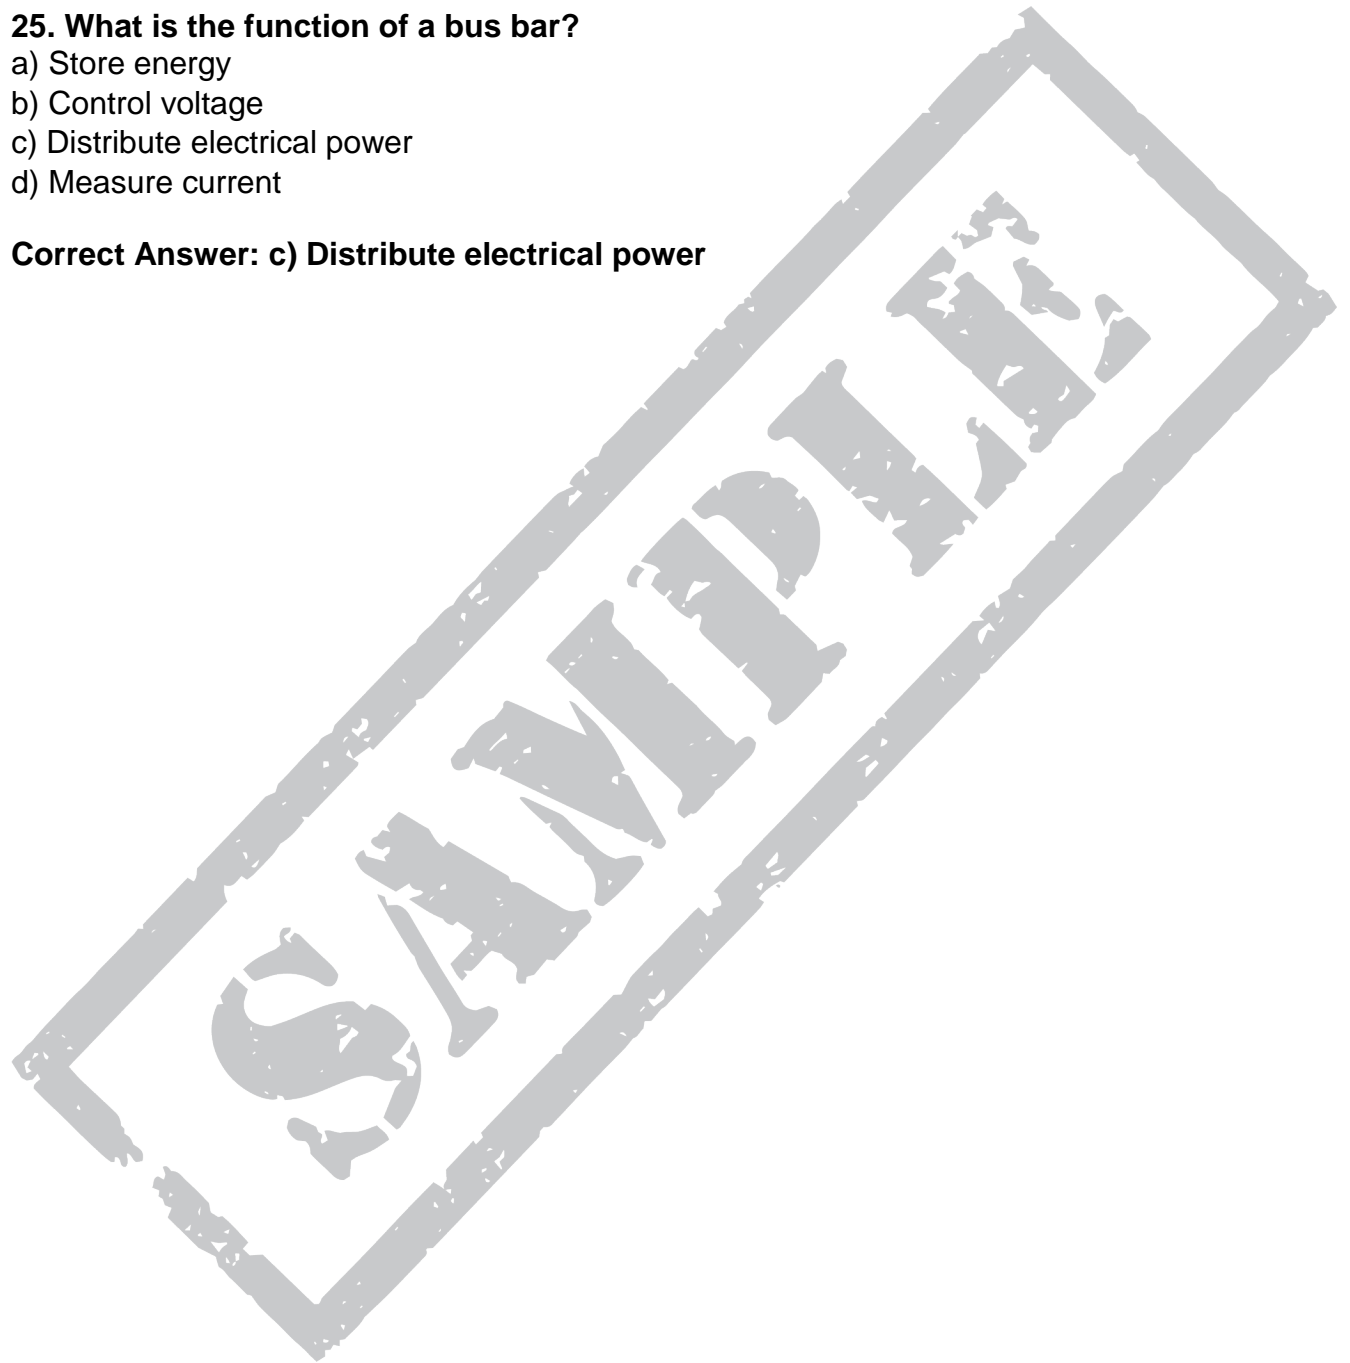 25. What is the function of a bus bar?
a) Store energy
b) Control voltage
c) Distribute electrical power
d) Measure current
Correct Answer: c) Distribute electrical power
SAMPLE